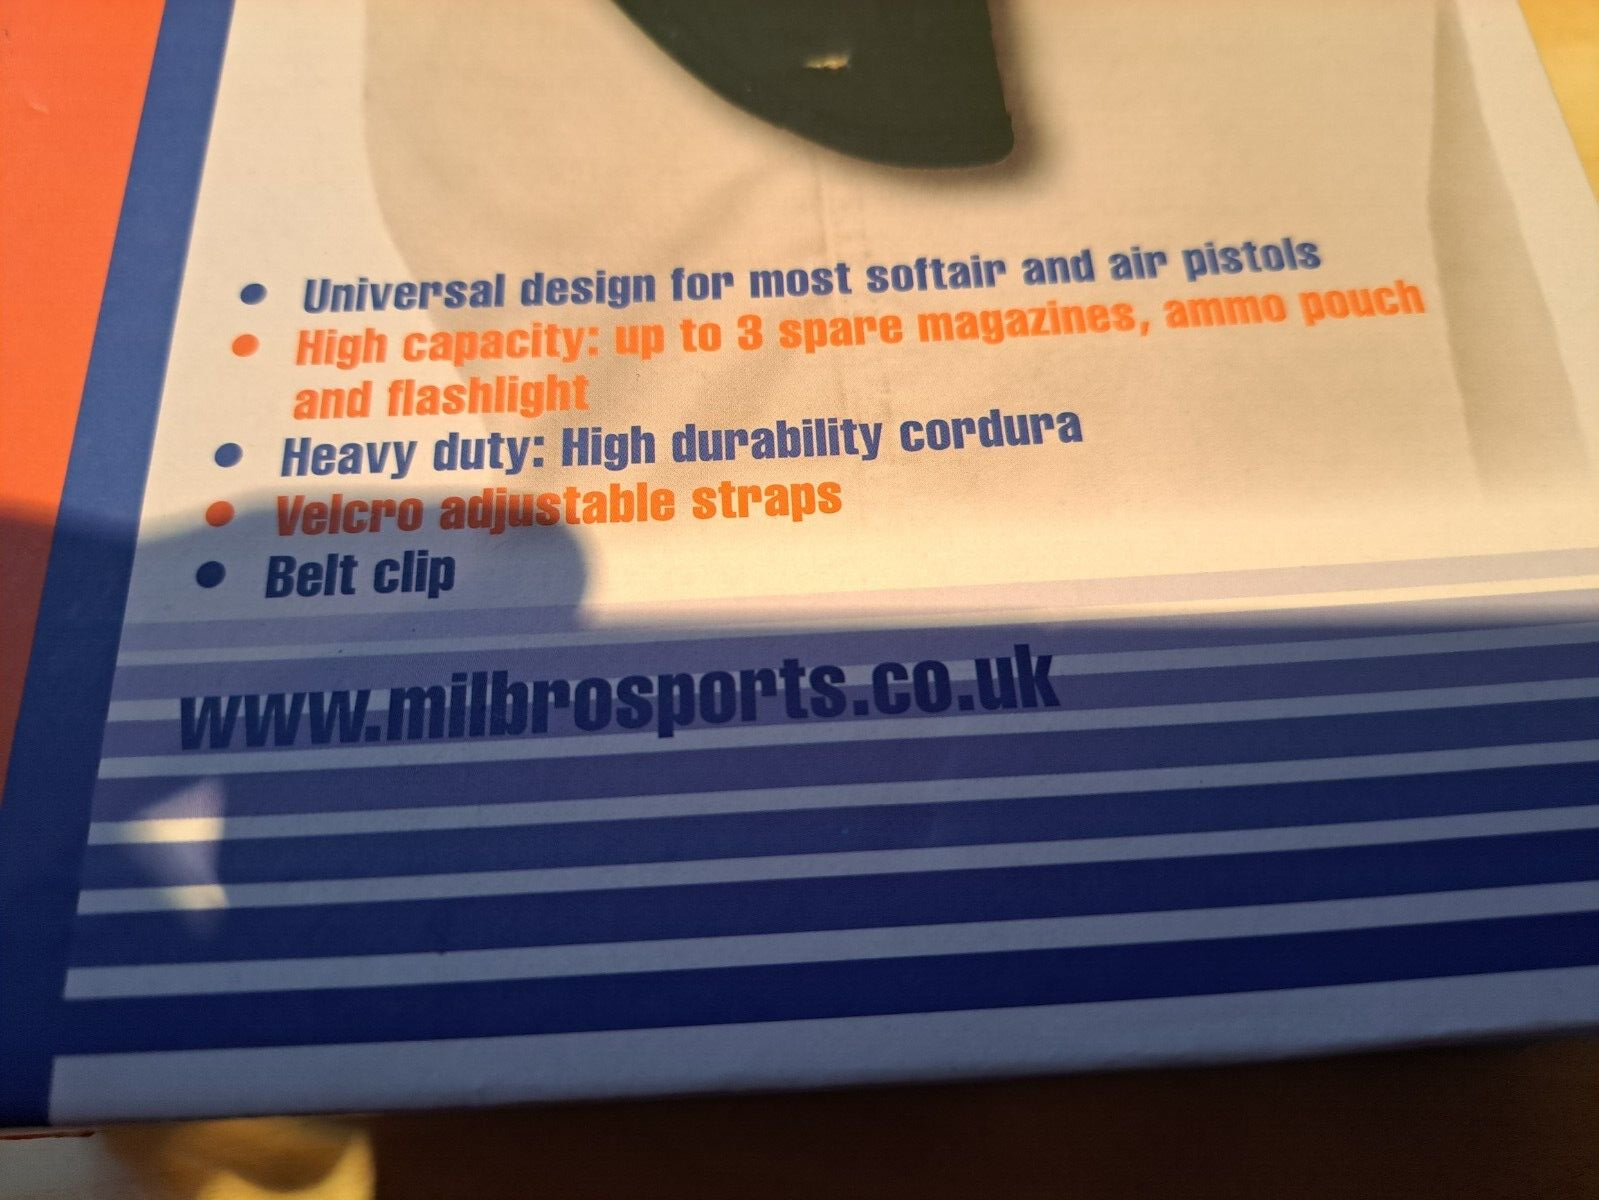 • Universal design for most softair and air pistols
• High capacity: up to 3 spare magazines, ammo pouch
and flashlight
• Heavy duty: High durability cordura
• Velcro adjustable straps
• Belt clip
www.milbrosports.co.uk